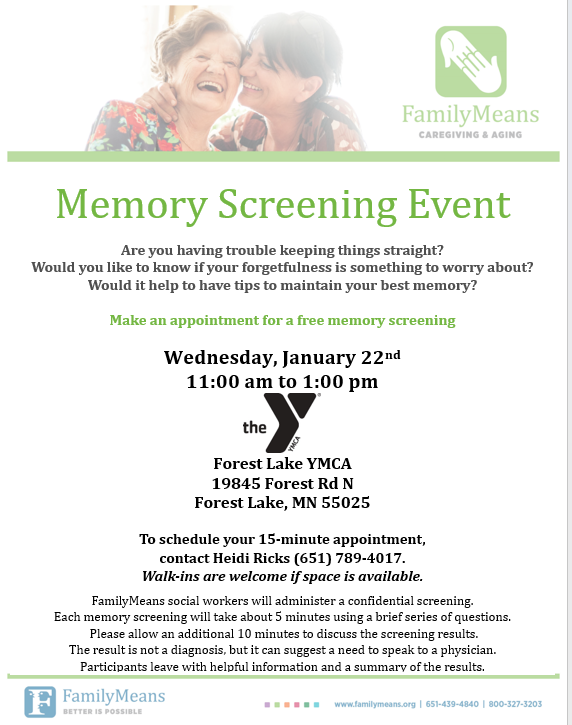 FamilyMeans
CAREGIVING & AGING
Memory Screening Event
Are you having trouble keeping things straight?
Would you like to know if your forgetfulness is something to worry about?
Would it help to have tips to maintain your best memory?
Make an appointment for a free memory screening
Wednesday, January 22nd
11:00 am to 1:00 pm
the Y®
YMCA
Forest Lake YMCA
19845 Forest Rd N
Forest Lake, MN 55025
To schedule your 15-minute appointment,
contact Heidi Ricks (651) 789-4017.
Walk-ins are welcome if space is available.
FamilyMeans social workers will administer a confidential screening.
Each memory screening will take about 5 minutes using a brief series of questions.
Please allow an additional 10 minutes to discuss the screening results.
The result is not a diagnosis, but it can suggest a need to speak to a physician.
Participants leave with helpful information and a summary of the results.
F FamilyMeans
BETTER IS POSSIBLE
www.familymeans.org | 651-439-4840 | 800-327-3203